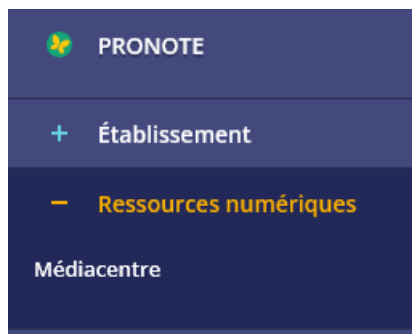 PRONOTE
+ Établissement
− Ressources numériques
Médiacentre